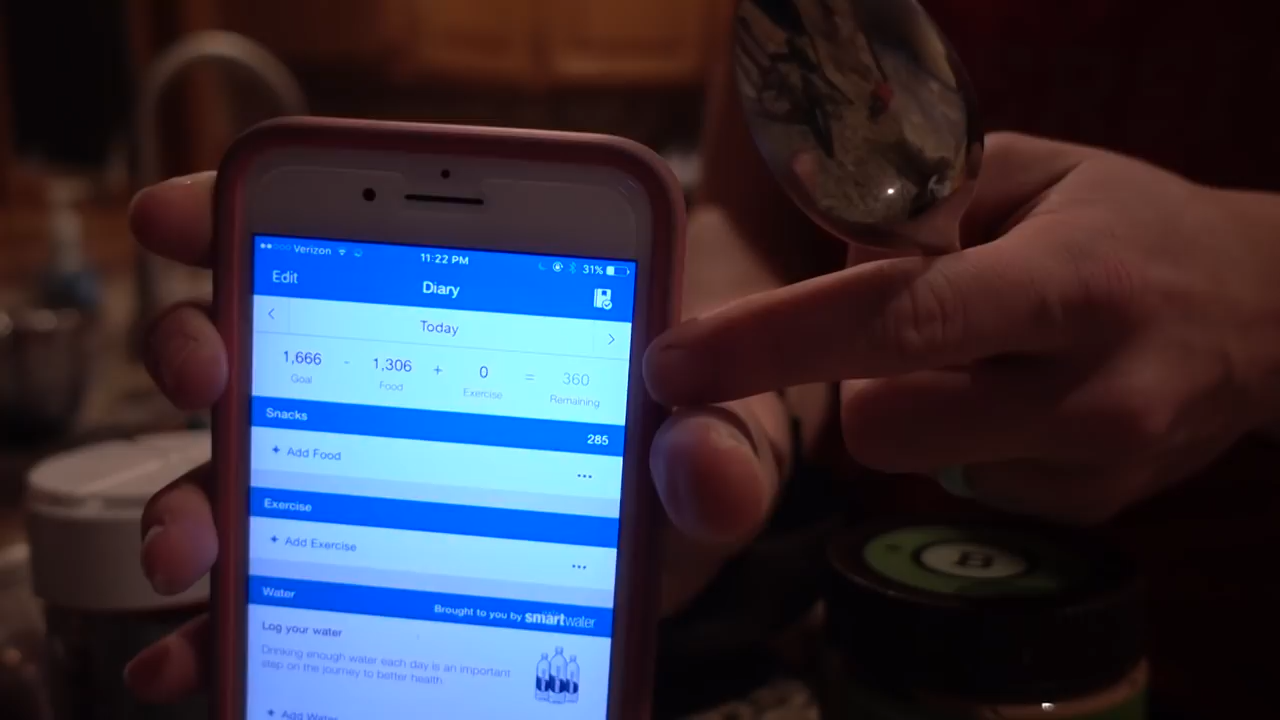 Verizon 11:22 PM 31%
Edit Diary
Today
1,666 - 1,306 + 0 = 360
Goal Food Exercise Remaining
Snacks 285
+ Add Food
...
Exercise
+ Add Exercise
...
Water Brought to you by smartwater
Log your water
Drinking enough water each day is an important
step on the journey to better health
+ Add Water
B